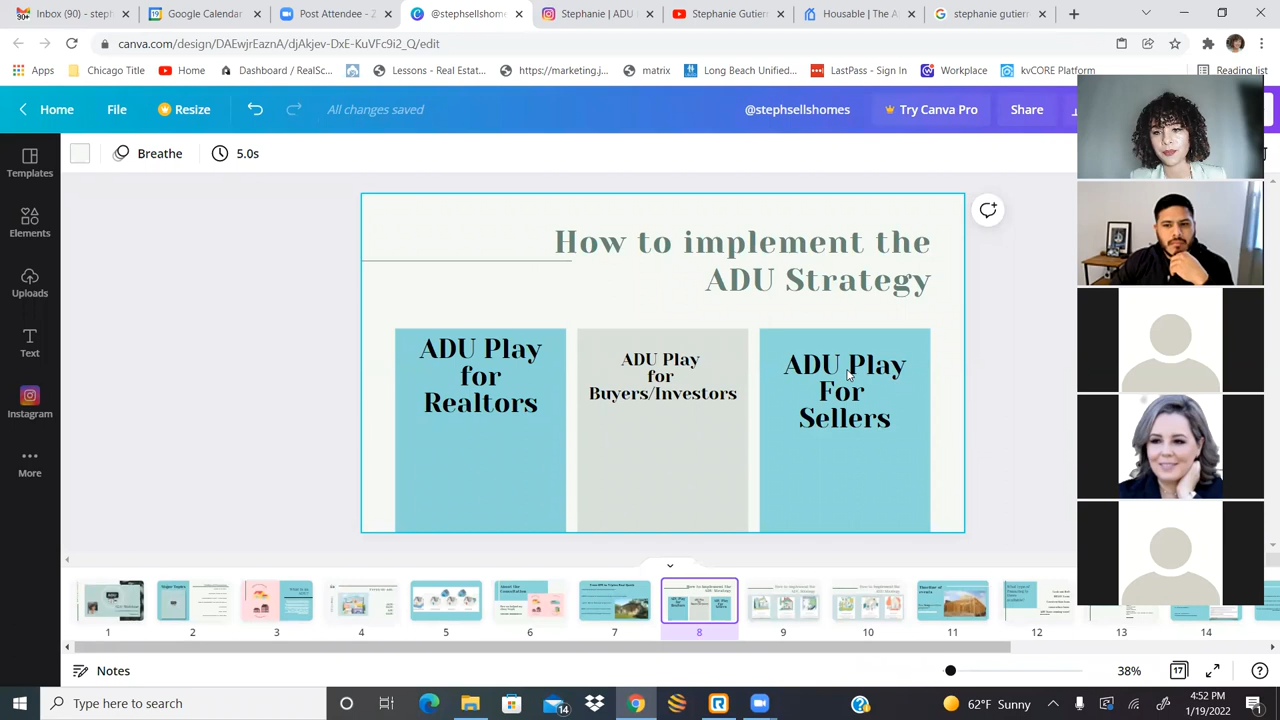 Inbox (90) - steph
Google Calendar
Post Attendee - Z
@stephsellshome
Stephanie | ADU
Stephanie Gutier
Housable | The A
stephanie gutier
90+
canva.com/design/DAEwjrEaznA/djAkjev-DxE-KuVFc9i2_Q/edit
Apps
Chicago Title
Home
Dashboard / RealSc...
Lessons - Real Estat...
https://marketing.j...
matrix
Long Beach Unified...
LastPass - Sign In
Workplace
kvCORE Platform
Reading list
Home
File
Resize
All changes saved
@stephsellshomes
Try Canva Pro
Share
Breathe
5.0s
Templates
Elements
Uploads
Text
Instagram
More
How to implement the
ADU Strategy
ADU Play
for
Realtors
ADU Play
for
Buyers/Investors
ADU Play
For
Sellers
1
2
3
4
5
6
7
8
9
10
11
12
13
14
Notes
38%
17
Type here to search
14
62°F Sunny
4:52 PM
1/19/2022